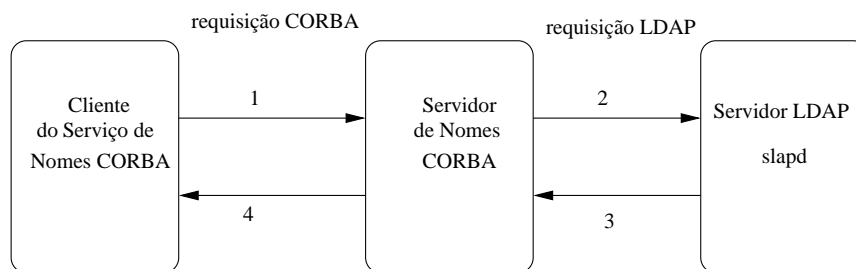 requisição CORBA
requisição LDAP
Cliente
do Serviço de
Nomes CORBA
1
4
Servidor
de Nomes
CORBA
2
3
Servidor LDAP
slapd